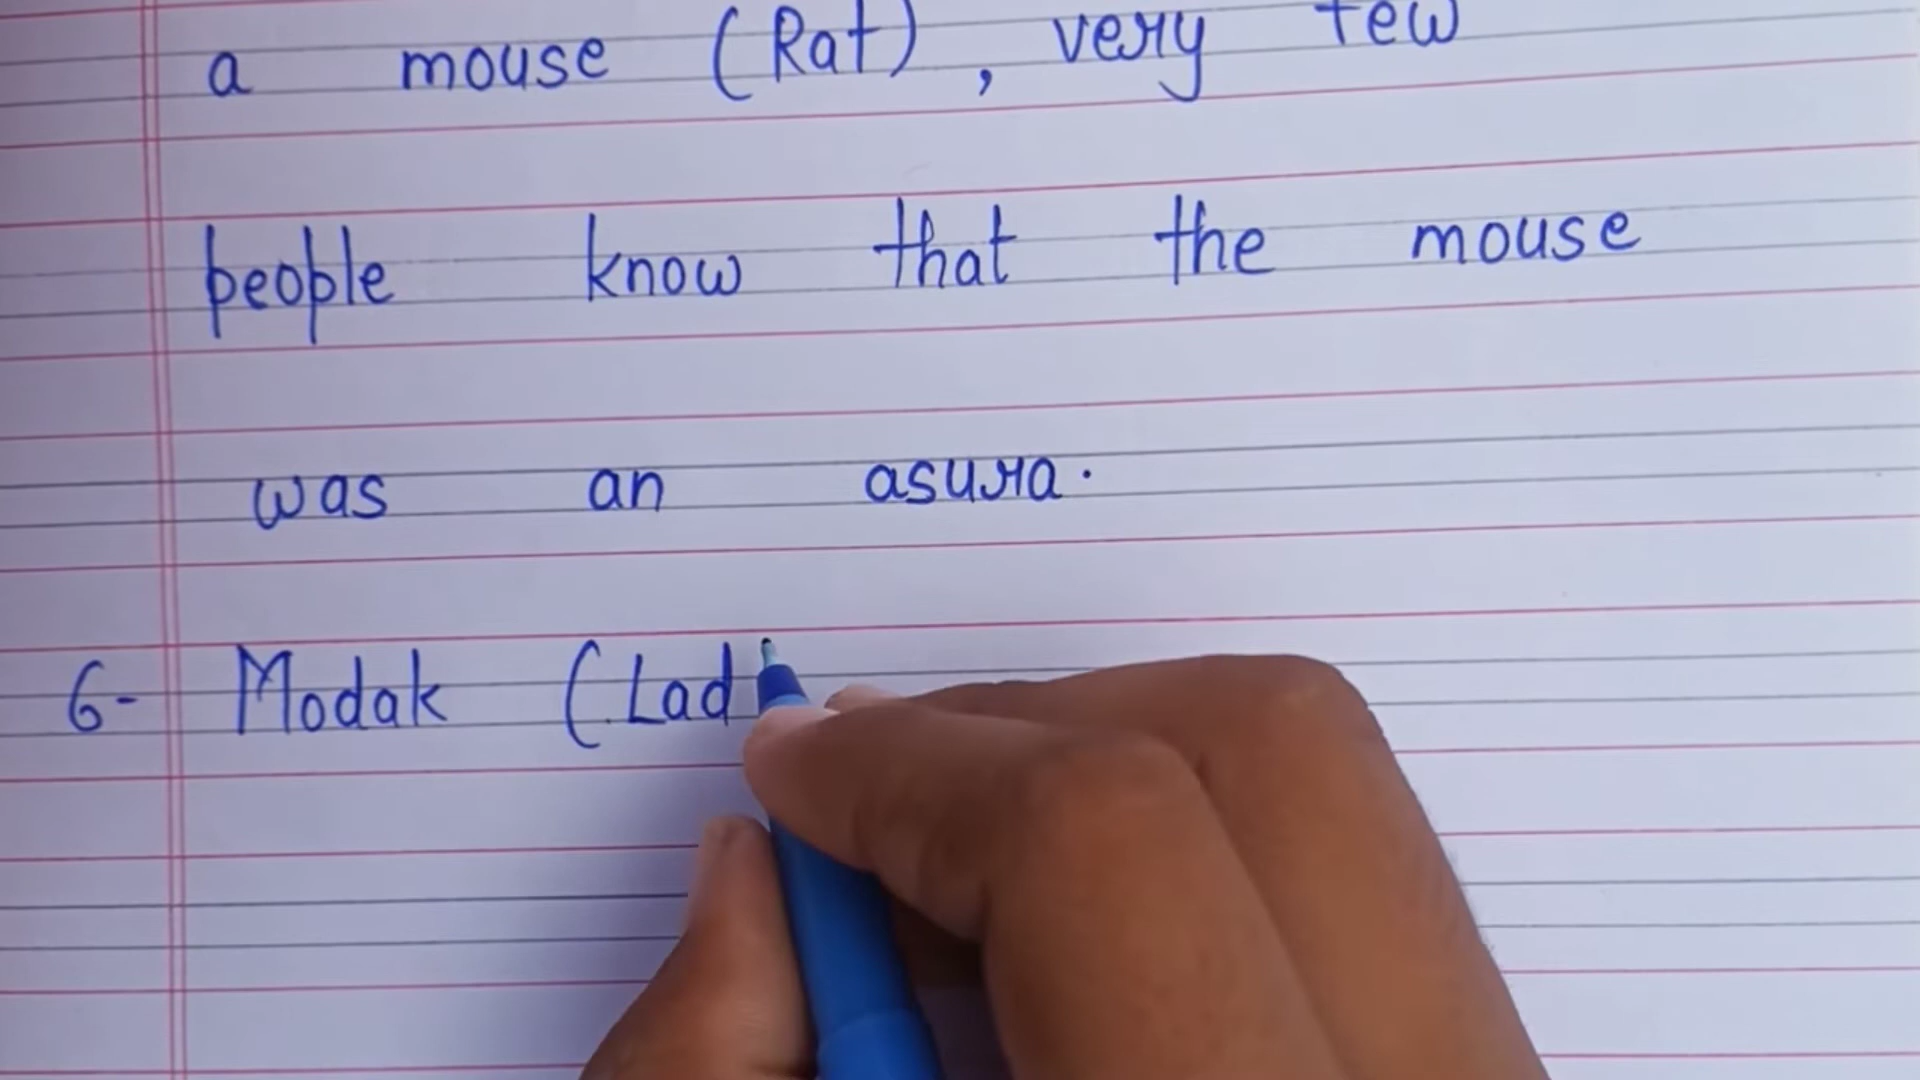 a mouse (Rat), very few
people know that the mouse
was an asura.
6- Modak (Lad